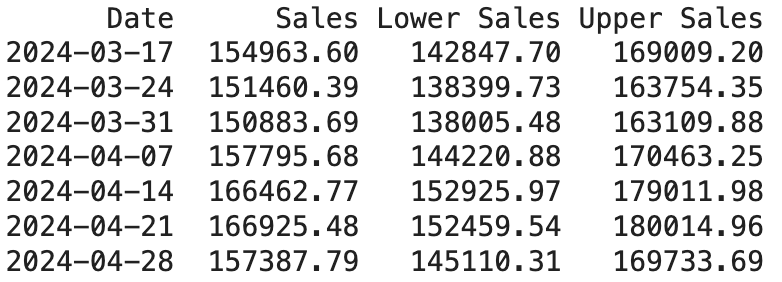 Date Sales Lower Sales Upper Sales
2024-03-17 154963.60 142847.70 169009.20
2024-03-24 151460.39 138399.73 163754.35
2024-03-31 150883.69 138005.48 163109.88
2024-04-07 157795.68 144220.88 170463.25
2024-04-14 166462.77 152925.97 179011.98
2024-04-21 166925.48 152459.54 180014.96
2024-04-28 157387.79 145110.31 169733.69